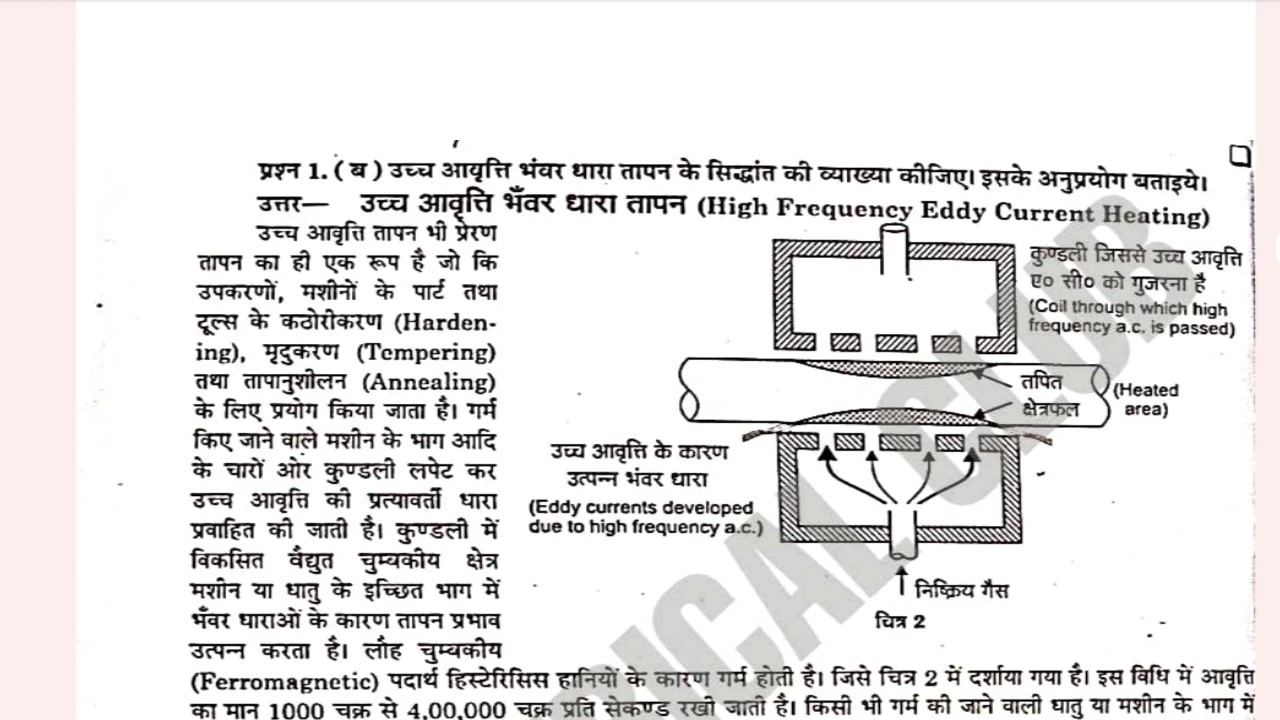 प्रश्न 1. ( ब ) उच्च आवृत्ति भंवर धारा तापन के सिद्धांत की व्याख्या कीजिए। इसके अनुप्रयोग बताइये।
उत्तर— उच्च आवृत्ति भँवर धारा तापन (High Frequency Eddy Current Heating)
उच्च आवृत्ति तापन भी प्रेरण
तापन का ही एक रूप है जो कि
उपकरणों, मशीनों के पार्ट तथा
टूल्स के कठोरीकरण (Harden-
ing), मृदुकरण (Tempering)
तथा तापानुशीलन (Annealing)
के लिए प्रयोग किया जाता है। गर्म
किए जाने वाले मशीन के भाग आदि
के चारों ओर कुण्डली लपेट कर
उच्च आवृत्ति की प्रत्यावर्ती धारा
प्रवाहित की जाती है। कुण्डली में
विकसित वैद्युत चुम्बकीय क्षेत्र
मशीन या धातु के इच्छित भाग में
भँवर धाराओं के कारण तापन प्रभाव
उत्पन्न करता है। लौह चुम्बकीय
कुण्डली जिससे उच्च आवृत्ति
ए० सी० को गुजरना है
(Coil through which high
frequency a.c. is passed)
तपित
क्षेत्रफल
(Heated
area)
उच्च आवृत्ति के कारण
उत्पन्न भंवर धारा
(Eddy currents developed
due to high frequency a.c.)
निष्क्रिय गैस
चित्र 2
(Ferromagnetic) पदार्थ हिस्टेरिसिस हानियों के कारण गर्म होती है। जिसे चित्र 2 में दर्शाया गया है। इस विधि में आवृत्ति
का मान 1000 चक्र से 4,00,000 चक्र प्रति सेकण्ड रखी जाती है। किसी भी गर्म की जाने वाली धातु या मशीन के भाग में